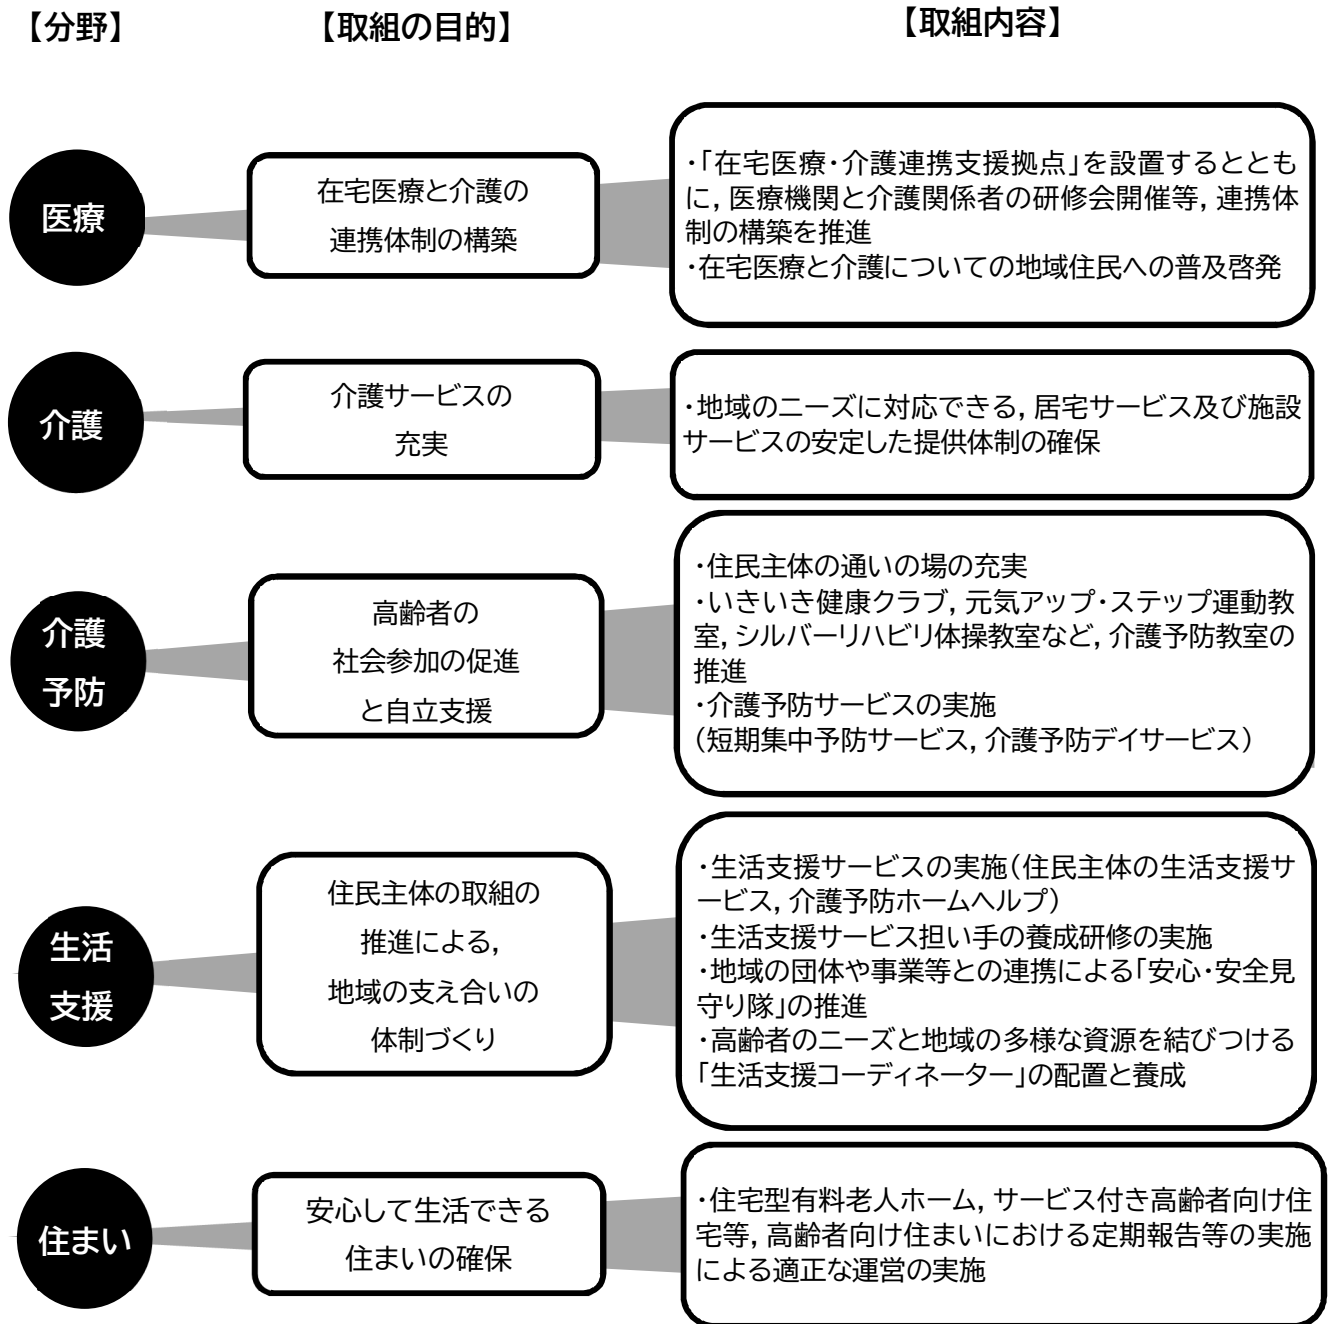 【分野】
【取組の目的】
【取組内容】
医療
在宅医療と介護の
連携体制の構築
・「在宅医療・介護連携支援拠点」を設置するととも
に，医療機関と介護関係者の研修会開催等，連携体
制の構築を推進
・在宅医療と介護についての地域住民への普及啓発
介護
介護サービスの
充実
・地域のニーズに対応できる，居宅サービス及び施設
サービスの安定した提供体制の確保
介護
予防
高齢者の
社会参加の促進
と自立支援
・住民主体の通いの場の充実
・いきいき健康クラブ，元気アップ・ステップ運動教
室，シルバーリハビリ体操教室など，介護予防教室の
推進
・介護予防サービスの実施
（短期集中予防サービス，介護予防デイサービス）
生活
支援
住民主体の取組の
推進による，
地域の支え合いの
体制づくり
・生活支援サービスの実施（住民主体の生活支援サ
ービス，介護予防ホームヘルプ）
・生活支援サービス担い手の養成研修の実施
・地域の団体や事業等との連携による「安心・安全見
守り隊」の推進
・高齢者のニーズと地域の多様な資源を結びつける
「生活支援コーディネーター」の配置と養成
住まい
安心して生活できる
住まいの確保
・住宅型有料老人ホーム，サービス付き高齢者向け住
宅等，高齢者向け住まいにおける定期報告等の実施
による適正な運営の実施